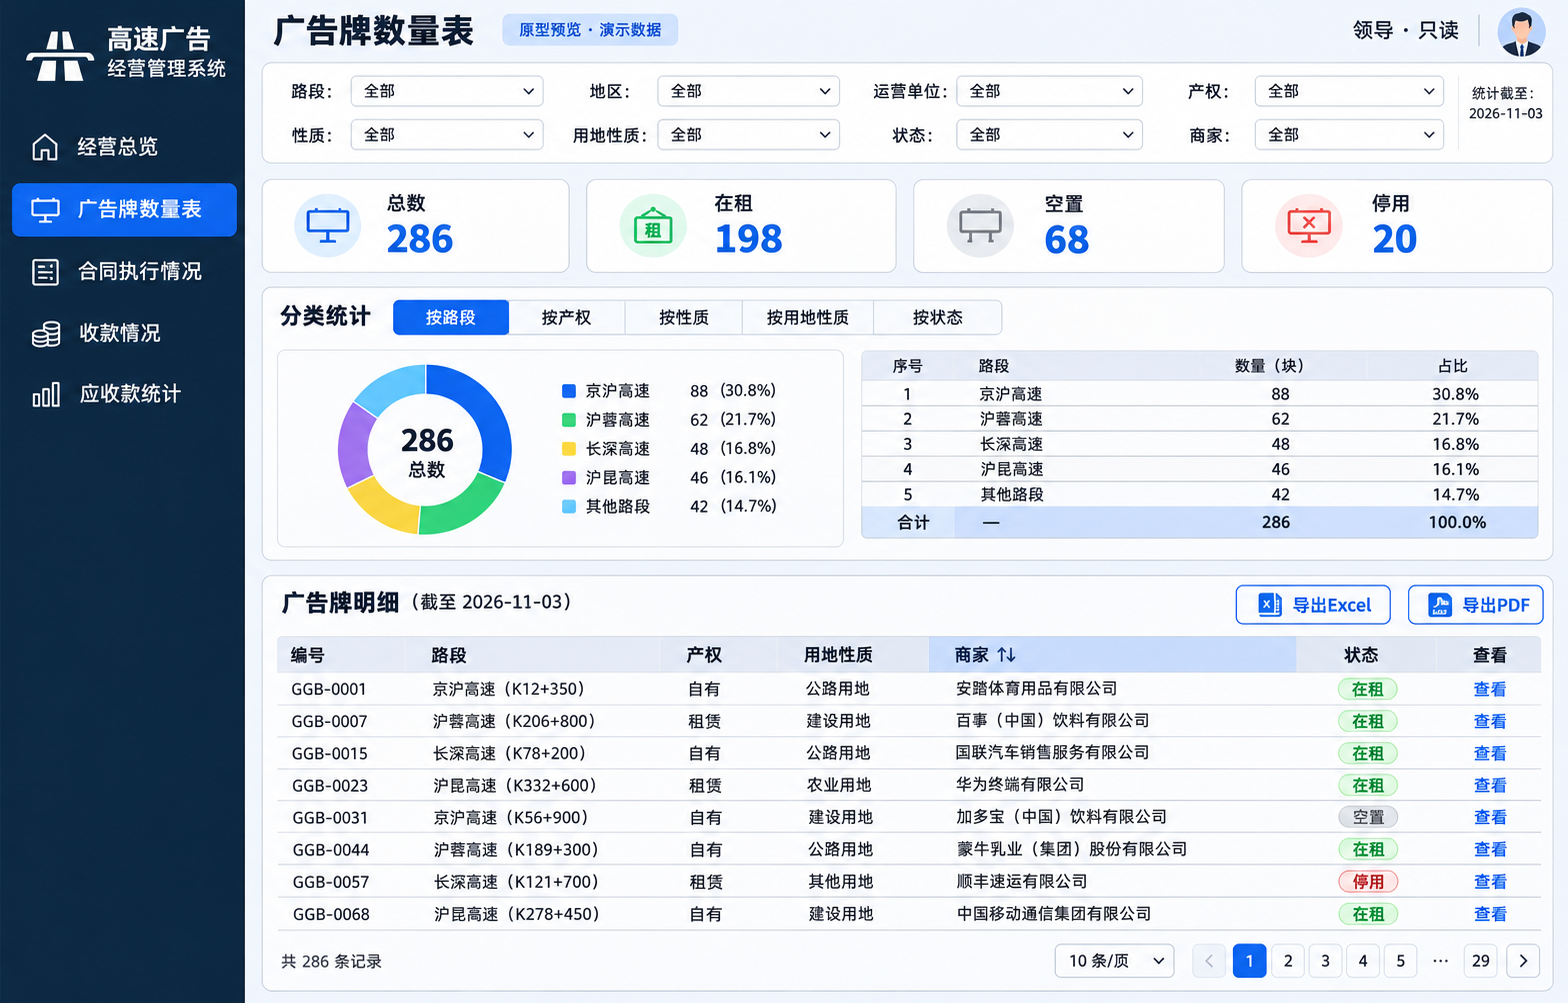 高速广告
经营管理系统
经营总览
广告牌数量表
合同执行情况
收款情况
应收款统计
广告牌数量表
原型预览·演示数据
领导·只读
路段： 全部
地区： 全部
运营单位： 全部
产权： 全部
统计截至：
2026-11-03
性质： 全部
用地性质： 全部
状态： 全部
商家： 全部
总数
286
租
在租
198
空置
68
停用
20
分类统计
按路段 按产权 按性质 按用地性质 按状态
286
总数
京沪高速 88 (30.8%)
沪蓉高速 62 (21.7%)
长深高速 48 (16.8%)
沪昆高速 46 (16.1%)
其他路段 42 (14.7%)
序号 路段 数量（块） 占比
1 京沪高速 88 30.8%
2 沪蓉高速 62 21.7%
3 长深高速 48 16.8%
4 沪昆高速 46 16.1%
5 其他路段 42 14.7%
合计 — 286 100.0%
广告牌明细（截至 2026-11-03）
导出Excel
导出PDF
编号 路段 产权 用地性质 商家 ↑↓ 状态 查看
GGB-0001 京沪高速（K12+350） 自有 公路用地 安踏体育用品有限公司 在租 查看
GGB-0007 沪蓉高速（K206+800） 租赁 建设用地 百事（中国）饮料有限公司 在租 查看
GGB-0015 长深高速（K78+200） 自有 公路用地 国联汽车销售服务有限公司 在租 查看
GGB-0023 沪昆高速（K332+600） 租赁 农业用地 华为终端有限公司 在租 查看
GGB-0031 京沪高速（K56+900） 自有 建设用地 加多宝（中国）饮料有限公司 空置 查看
GGB-0044 沪蓉高速（K189+300） 自有 公路用地 蒙牛乳业（集团）股份有限公司 在租 查看
GGB-0057 长深高速（K121+700） 租赁 其他用地 顺丰速运有限公司 停用 查看
GGB-0068 沪昆高速（K278+450） 自有 建设用地 中国移动通信集团有限公司 在租 查看
共 286 条记录
10 条/页
1 2 3 4 5 ··· 29